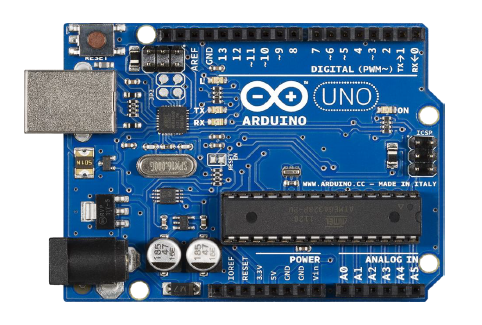 RESET
AREF
GND
13
12
~11
~10
~9
8
7
~6
~5
4
~3
2
TX→1
RX←0
DIGITAL (PWM~)
L
TX
RX
ARDUINO
UNO
ON
ICSP
WWW.ARDUINO.CC - MADE IN ITALY
POWER
ANALOG IN
IOREF
RESET
3.3V
5V
GND
GND
Vin
A0
A1
A2
A3
A4
A5